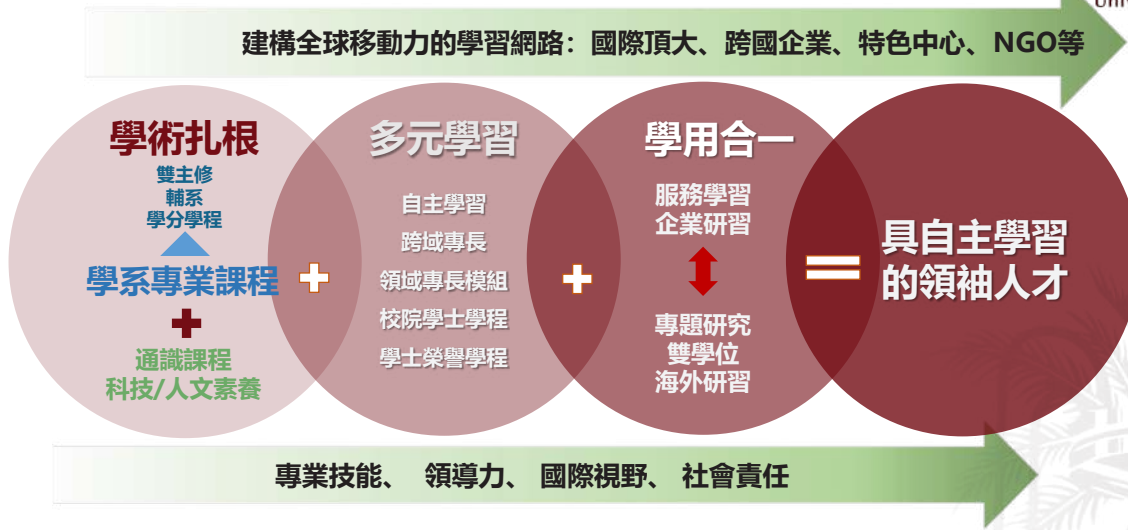 建構全球移動力的學習網路：國際頂大、跨國企業、特色中心、NGO等
學術扎根
雙主修
輔系
學分學程
學系專業課程
通識課程
科技/人文素養
多元學習
自主學習
跨域專長
領域專長模組
校院學士學程
學士榮譽學程
學用合一
服務學習
企業研習
專題研究
雙學位
海外研習
具自主學習
的領袖人才
專業技能、 領導力、 國際視野、 社會責任